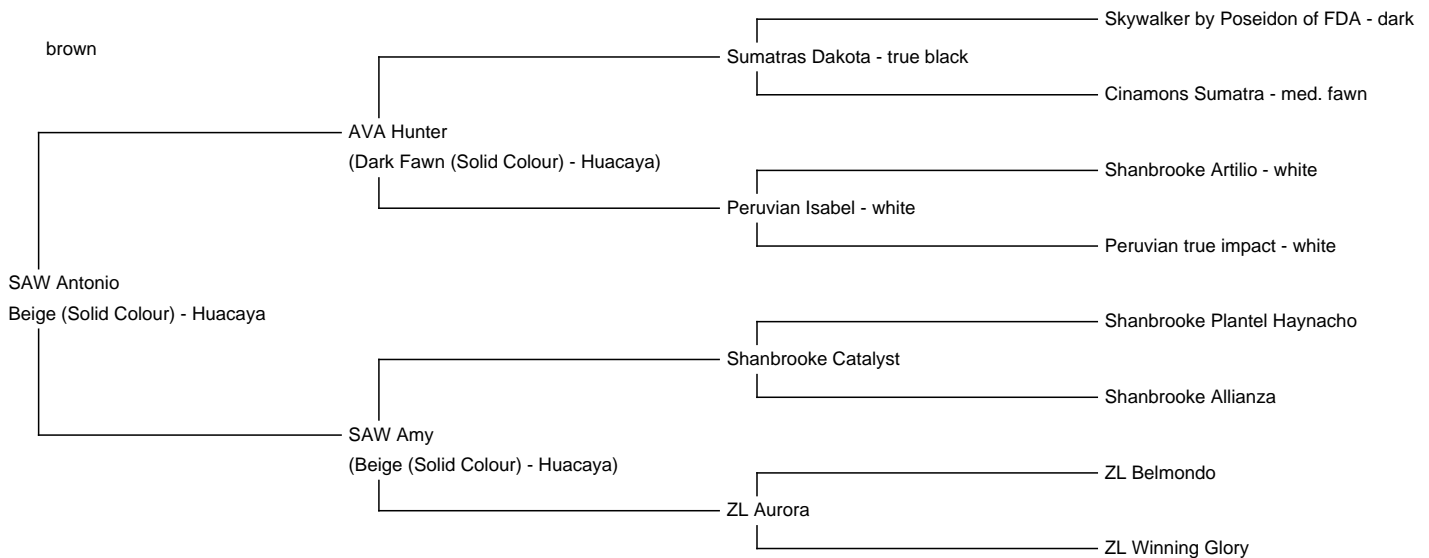 Skywalker by Poseidon of FDA - dark
brown
Sumatras Dakota - true black
Cinamons Sumatra - med. fawn
AVA Hunter
(Dark Fawn (Solid Colour) - Huacaya)
Shanbrooke Artilio - white
Peruvian Isabel - white
Peruvian true impact - white
SAW Antonio
Beige (Solid Colour) - Huacaya
Shanbrooke Plantel Haynacho
Shanbrooke Catalyst
Shanbrooke Allianza
SAW Amy
(Beige (Solid Colour) - Huacaya)
ZL Belmondo
ZL Aurora
ZL Winning Glory